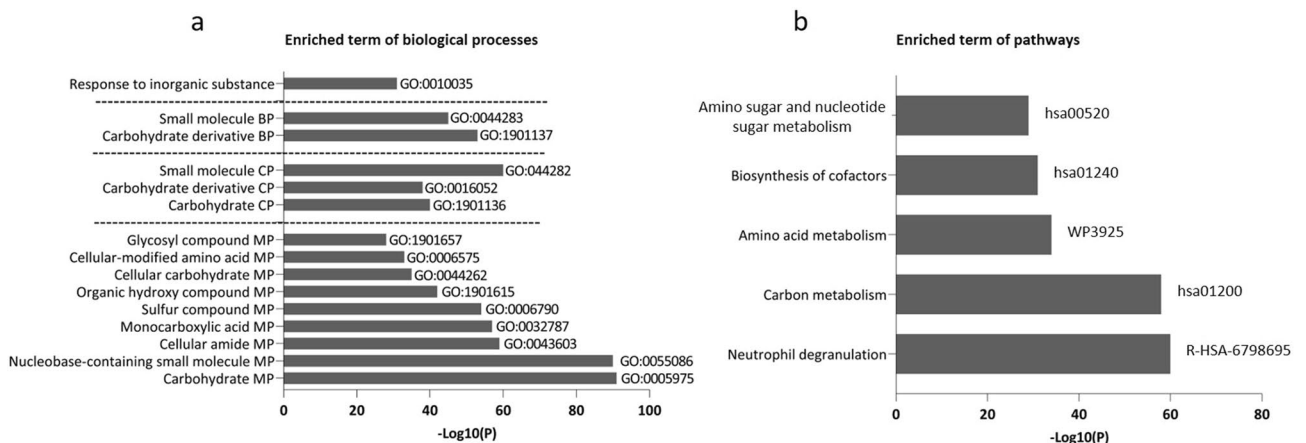 a
Enriched term of biological processes
Response to inorganic substance GO:0010035
Small molecule BP GO:0044283
Carbohydrate derivative BP GO:1901137
Small molecule CP GO:044282
Carbohydrate derivative CP GO:0016052
Carbohydrate CP GO:1901136
Glycosyl compound MP GO:1901657
Cellular-modified amino acid MP GO:0006575
Cellular carbohydrate MP GO:0044262
Organic hydroxy compound MP GO:1901615
Sulfur compound MP GO:0006790
Monocarboxylic acid MP GO:0032787
Cellular amide MP GO:0043603
Nucleobase-containing small molecule MP GO:0055086
Carbohydrate MP GO:0005975
0 20 40 60 80 100
-Log10(P)
b
Enriched term of pathways
Amino sugar and nucleotide
sugar metabolism hsa00520
Biosynthesis of cofactors hsa01240
Amino acid metabolism WP3925
Carbon metabolism hsa01200
Neutrophil degranulation R-HSA-6798695
0 20 40 60 80
-Log10(P)